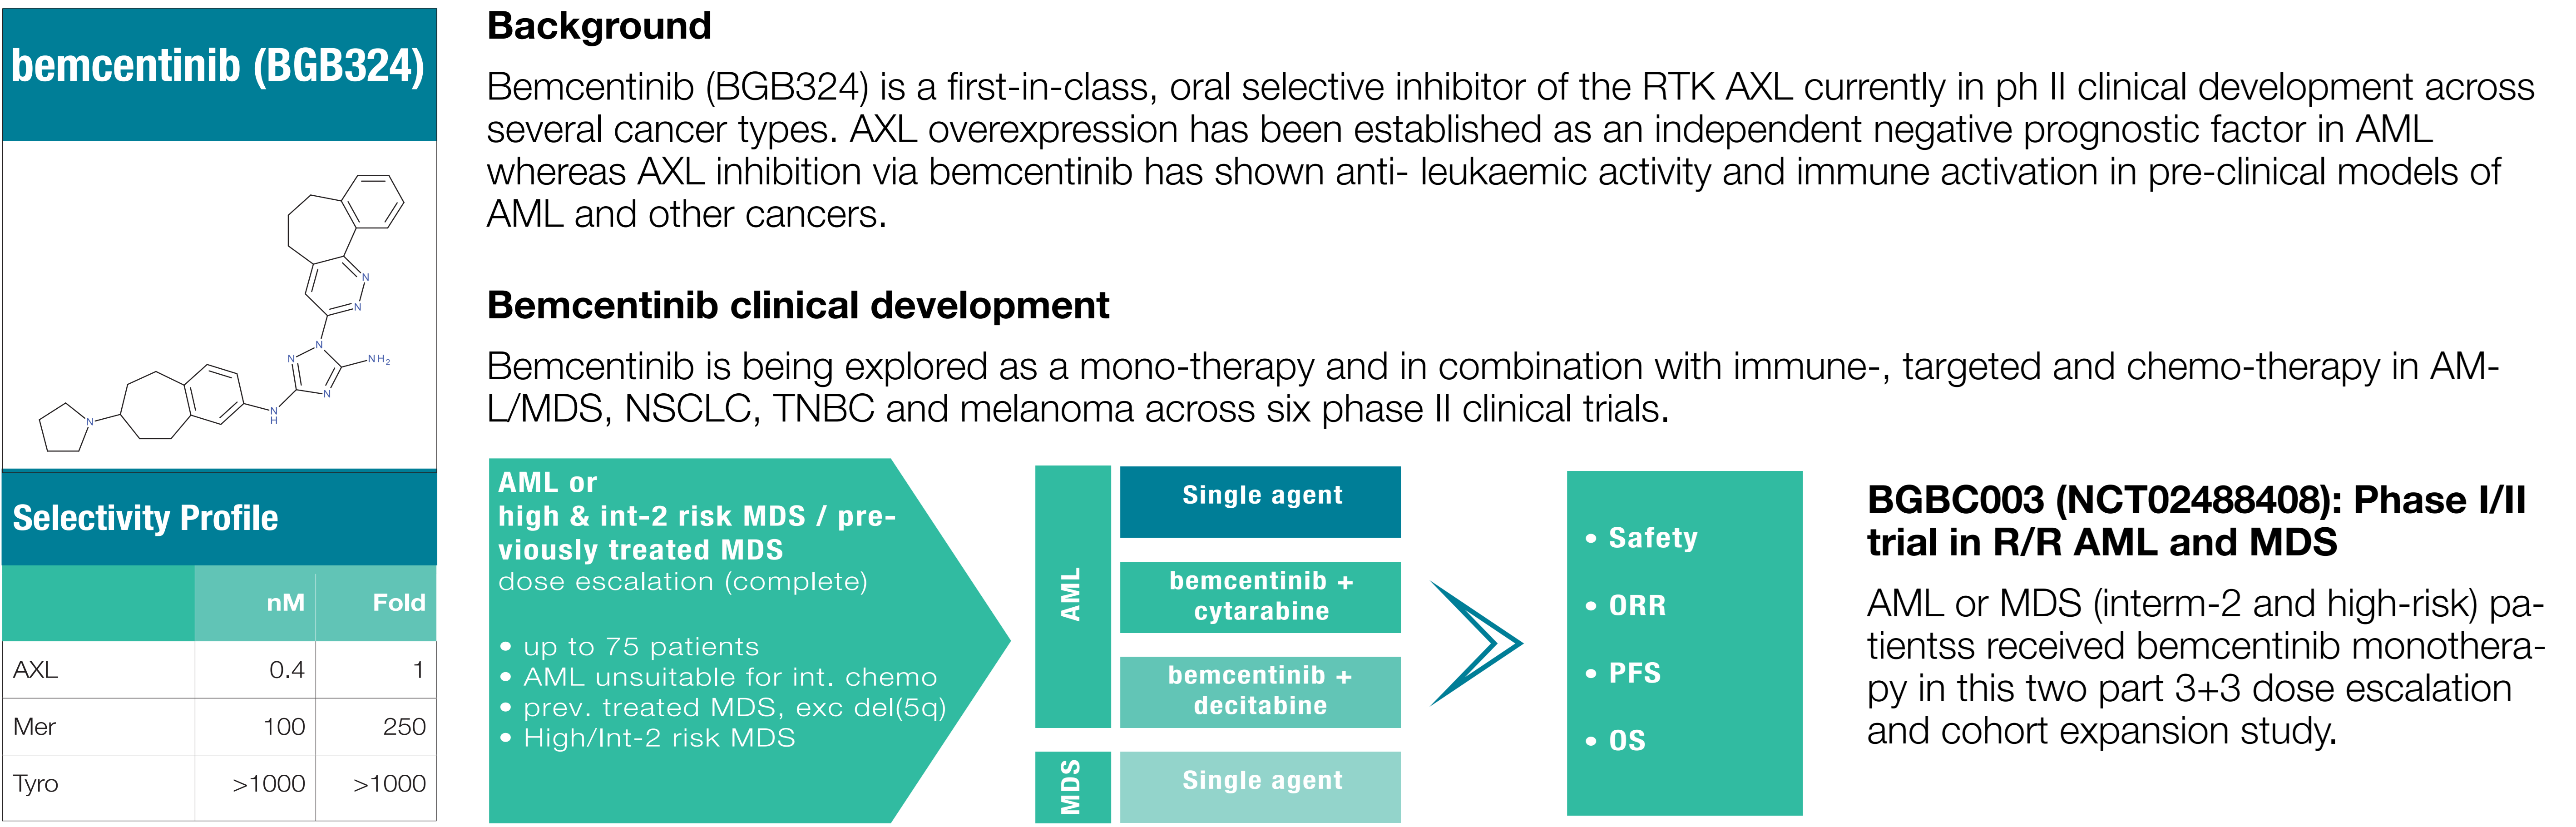 bemcentinib (BGB324)
N
N
N
N
NH₂
N
N
H
N
Selectivity Profile
nM Fold
AXL 0.4 1
Mer 100 250
Tyro >1000 >1000
Background
Bemcentinib (BGB324) is a first-in-class, oral selective inhibitor of the RTK AXL currently in ph II clinical development across
several cancer types. AXL overexpression has been established as an independent negative prognostic factor in AML
whereas AXL inhibition via bemcentinib has shown anti- leukaemic activity and immune activation in pre-clinical models of
AML and other cancers.
Bemcentinib clinical development
Bemcentinib is being explored as a mono-therapy and in combination with immune-, targeted and chemo-therapy in AM-
L/MDS, NSCLC, TNBC and melanoma across six phase II clinical trials.
AML or
high & int-2 risk MDS / pre-
viously treated MDS
dose escalation (complete)
• up to 75 patients
• AML unsuitable for int. chemo
• prev. treated MDS, exc del(5q)
• High/Int-2 risk MDS
AML
Single agent
bemcentinib +
cytarabine
bemcentinib +
decitabine
MDS
Single agent
• Safety
• ORR
• PFS
• OS
BGBC003 (NCT02488408): Phase I/II
trial in R/R AML and MDS
AML or MDS (interm-2 and high-risk) pa-
tientss received bemcentinib monothera-
py in this two part 3+3 dose escalation
and cohort expansion study.